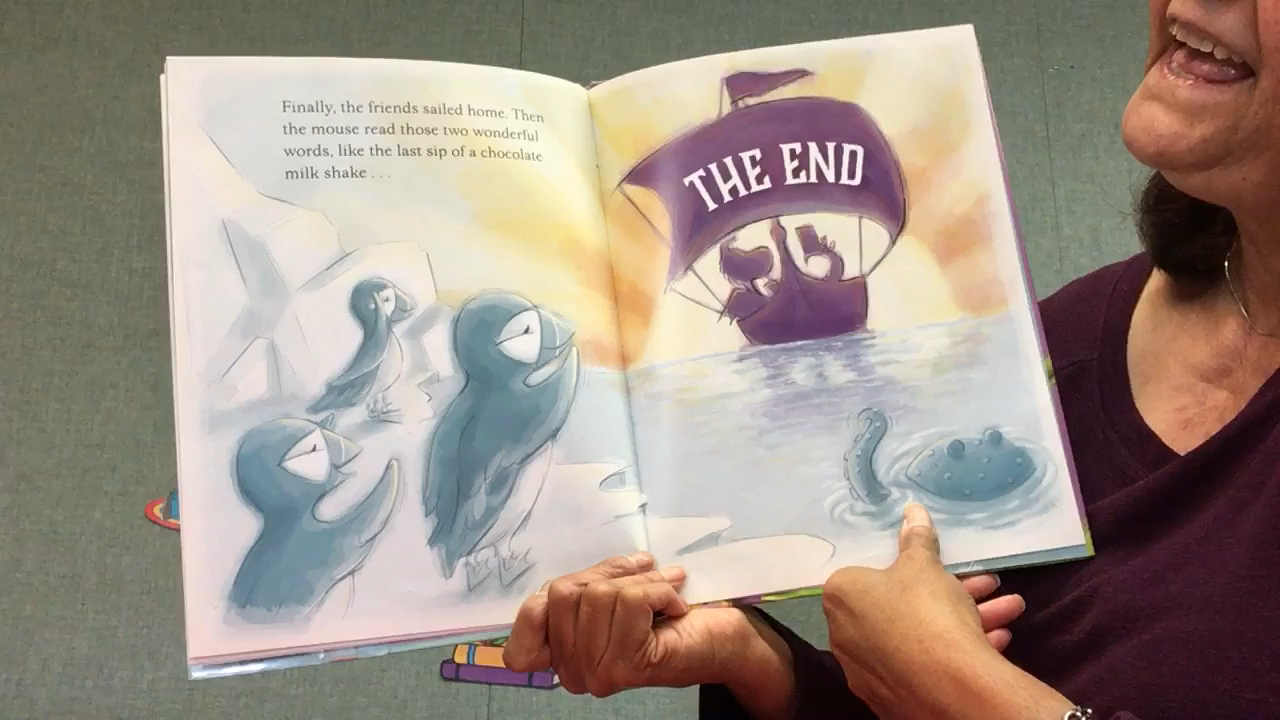 Finally, the friends sailed home. Then
the mouse read those two wonderful
words, like the last sip of a chocolate
milk shake . . .
THE END